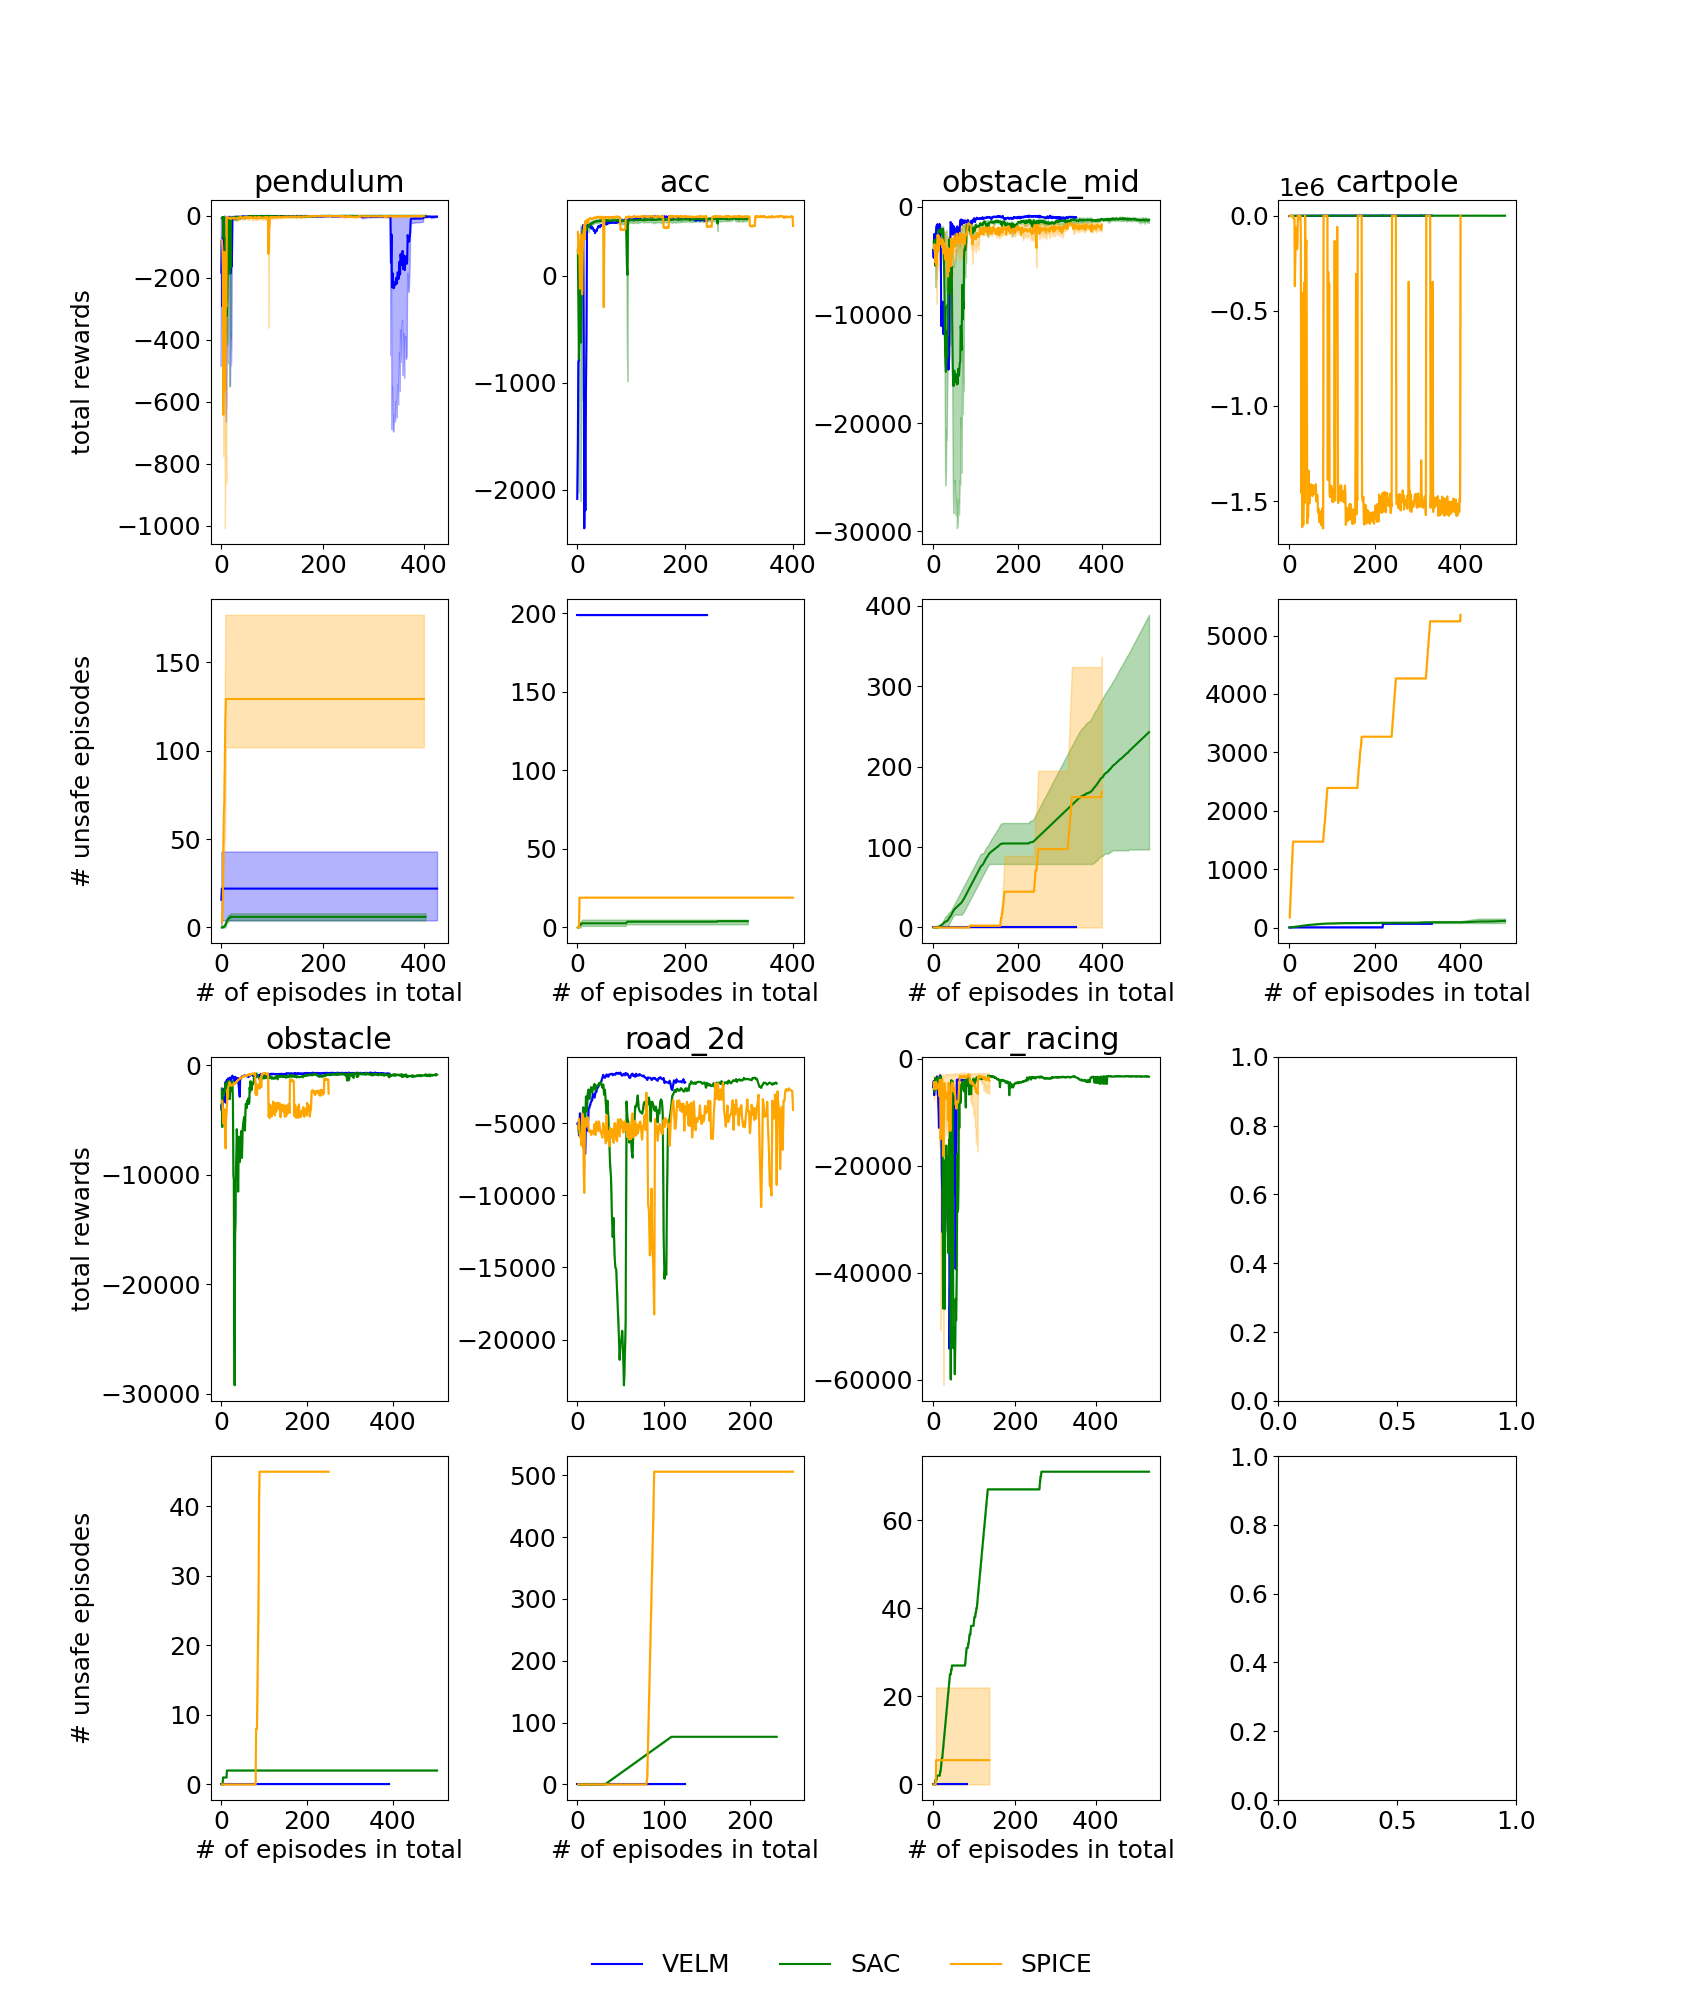 pendulum acc obstacle_mid cartpole
1e6
total rewards
0 −200 −400 −600 −800 −1000
0 200 400
0 −1000 −2000
0 200 400
0 −10000 −20000 −30000
0 200 400
0.0 −0.5 −1.0 −1.5
0 200 400
# unsafe episodes
150 100 50 0
0 200 400
# of episodes in total
200 150 100 50 0
0 200 400
# of episodes in total
400 300 200 100 0
0 200 400
# of episodes in total
5000 4000 3000 2000 1000 0
0 200 400
# of episodes in total
obstacle road_2d car_racing
total rewards
0 −10000 −20000 −30000
0 200 400
−5000 −10000 −15000 −20000
0 100 200
0 −20000 −40000 −60000
0 200 400
1.0 0.8 0.6 0.4 0.2 0.0
0.0 0.5 1.0
# unsafe episodes
40 30 20 10 0
0 200 400
# of episodes in total
500 400 300 200 100 0
0 100 200
# of episodes in total
60 40 20 0
0 200 400
# of episodes in total
1.0 0.8 0.6 0.4 0.2 0.0
0.0 0.5 1.0
VELM SAC SPICE